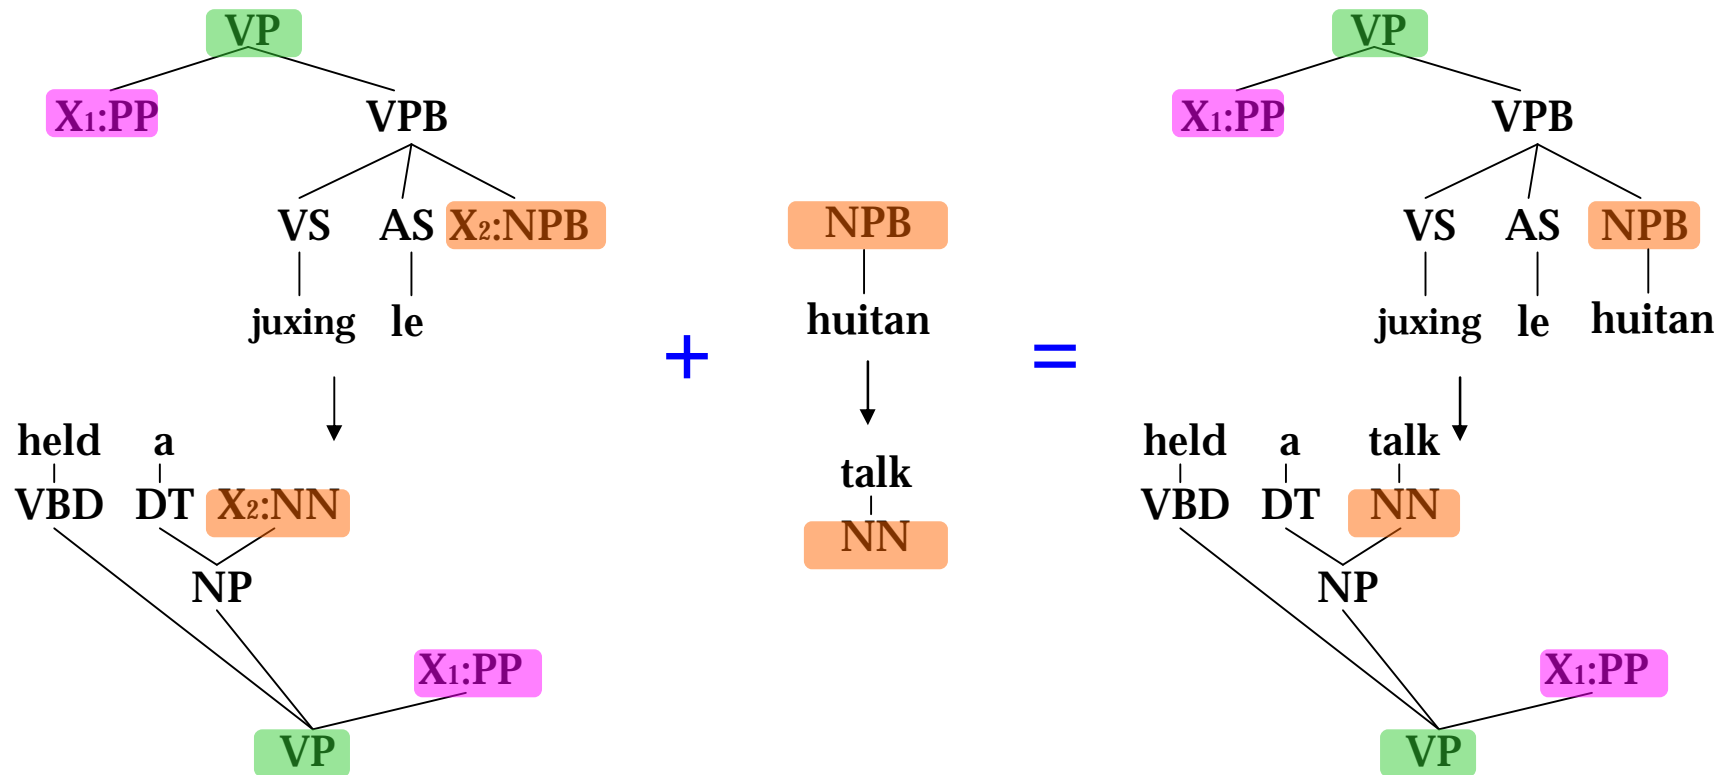 VP
X1:PP
VPB
VS AS X2:NPB
juxing le
held a
VBD DT X2:NN
NP
X1:PP
VP
+
NPB
huitan
talk
NN
=
VP
X1:PP
VPB
VS AS NPB
juxing le huitan
held a talk
VBD DT NN
NP
X1:PP
VP